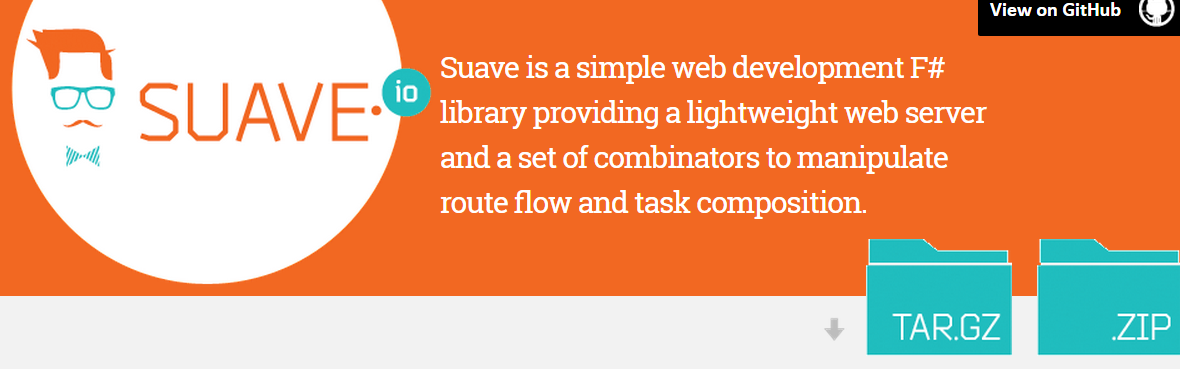 View on GitHub
SUAVE.io
Suave is a simple web development F#
library providing a lightweight web server
and a set of combinators to manipulate
route flow and task composition.
TAR.GZ
.ZIP